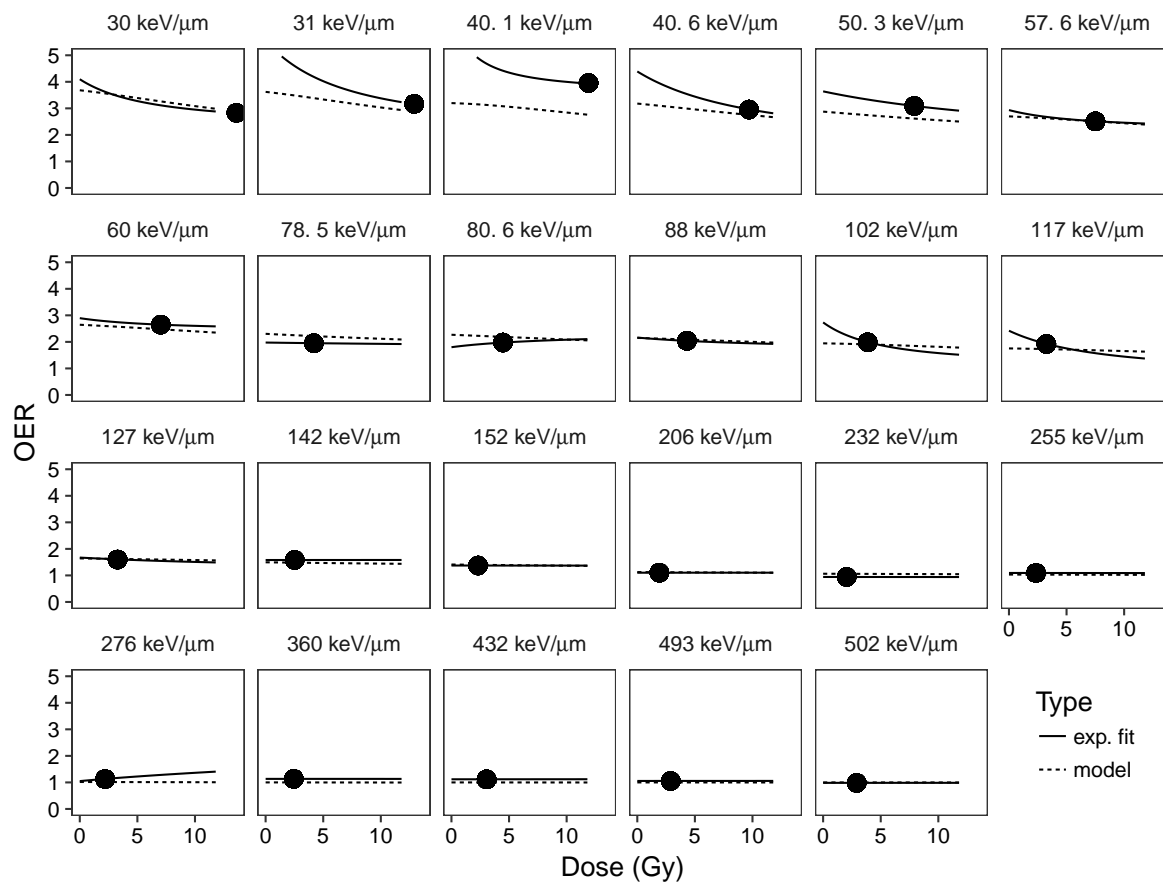 30 keV/μm 31 keV/μm 40. 1 keV/μm 40. 6 keV/μm 50. 3 keV/μm 57. 6 keV/μm
5
4
3
2
1
0
60 keV/μm 78. 5 keV/μm 80. 6 keV/μm 88 keV/μm 102 keV/μm 117 keV/μm
5
4
3
2
1
0
OER
127 keV/μm 142 keV/μm 152 keV/μm 206 keV/μm 232 keV/μm 255 keV/μm
5
4
3
2
1
0
0 5 10
276 keV/μm 360 keV/μm 432 keV/μm 493 keV/μm 502 keV/μm
5
4
3
2
1
0
Type
exp. fit
model
0 5 10 0 5 10 0 5 10 0 5 10 0 5 10
Dose (Gy)